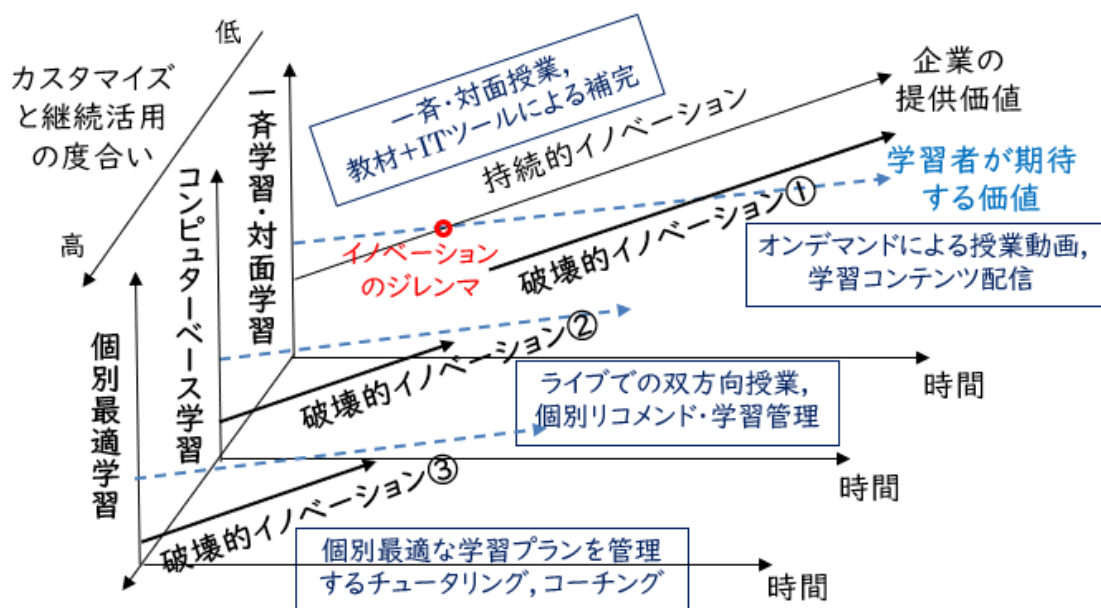 低
カスタマイズ
と継続活用
の度合い
高
一斉学習・対面学習
コンピュターベース学習
個別最適学習
一斉・対面授業,
教材+ITツールによる補完
持続的イノベーション
企業の
提供価値
学習者が期待
する価値
イノベーション
のジレンマ
破壊的イノベーション①
オンデマンドによる授業動画,
学習コンテンツ配信
時間
破壊的イノベーション②
ライブでの双方向授業,
個別リコメンド・学習管理
時間
破壊的イノベーション③
個別最適な学習プランを管理
するチュータリング,コーチング
時間